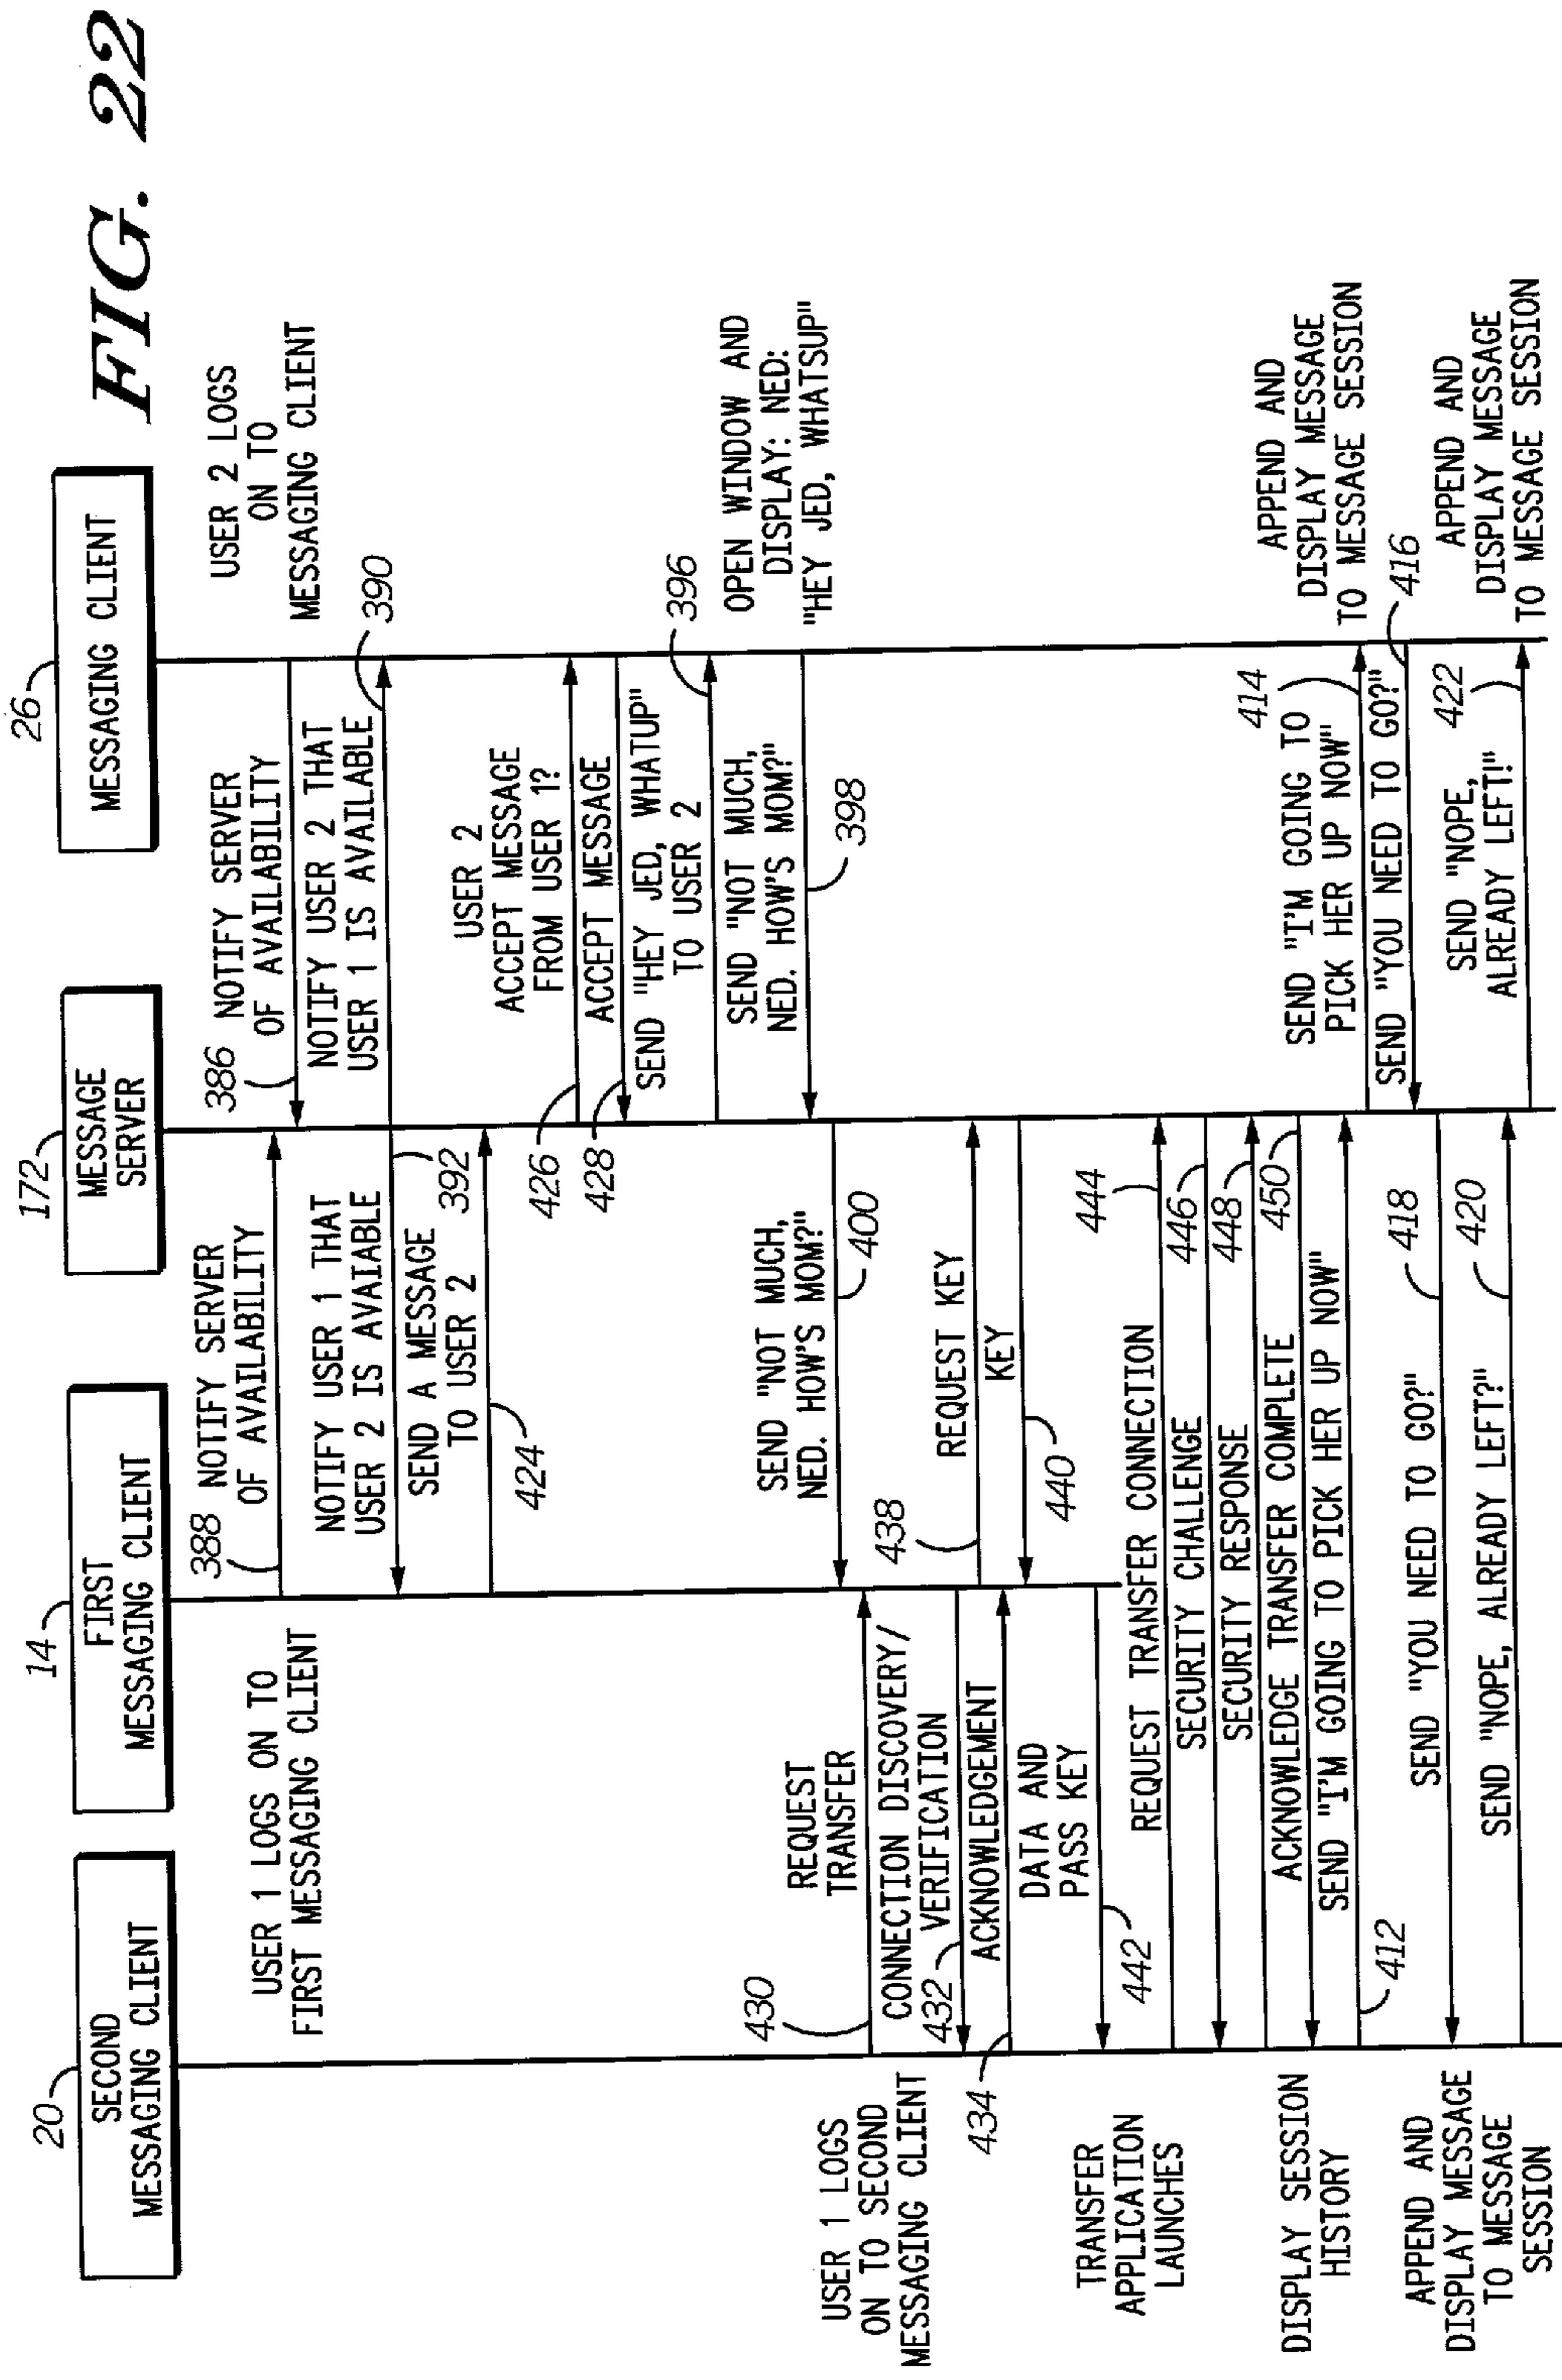 FIG. 22
20
SECOND
MESSAGING CLIENT
14
FIRST
MESSAGING CLIENT
172
MESSAGE
SERVER
26
MESSAGING CLIENT
USER 1 LOGS ON TO
FIRST MESSAGING CLIENT
388
NOTIFY SERVER
OF AVAILABILITY
386
NOTIFY SERVER
OF AVAILABILITY
USER 2 LOGS
ON TO
MESSAGING CLIENT
NOTIFY USER 1 THAT
USER 2 IS AVAIABLE
392
NOTIFY USER 2 THAT
USER 1 IS AVAILABLE
390
SEND A MESSAGE
TO USER 2
424
USER 2
ACCEPT MESSAGE
FROM USER 1?
426
ACCEPT MESSAGE
428
SEND "HEY JED, WHATUP"
TO USER 2
396
OPEN WINDOW AND
DISPLAY: NED:
"HEY JED, WHATSUP"
SEND "NOT MUCH,
NED. HOW'S MOM?"
398
SEND "NOT MUCH,
NED. HOW'S MOM?"
400
USER 1 LOGS
ON TO SECOND
MESSAGING CLIENT
430
REQUEST
TRANSFER
CONNECTION DISCOVERY/
VERIFICATION
432
ACKNOWLEDGEMENT
434
438
REQUEST KEY
KEY
440
DATA AND
PASS KEY
442
TRANSFER
APPLICATION
LAUNCHES
REQUEST TRANSFER CONNECTION
444
SECURITY CHALLENGE
446
SECURITY RESPONSE
448
ACKNOWLEDGE TRANSFER COMPLETE
450
DISPLAY SESSION
HISTORY
SEND "I'M GOING TO PICK HER UP NOW"
412
SEND "I'M GOING TO
PICK HER UP NOW"
414
APPEND AND
DISPLAY MESSAGE
TO MESSAGE SESSION
SEND "YOU NEED TO GO?"
416
SEND "YOU NEED TO GO?"
418
APPEND AND
DISPLAY MESSAGE
TO MESSAGE
SESSION
SEND "NOPE, ALREADY LEFT?"
420
SEND "NOPE,
ALREADY LEFT!"
422
APPEND AND
DISPLAY MESSAGE
TO MESSAGE SESSION